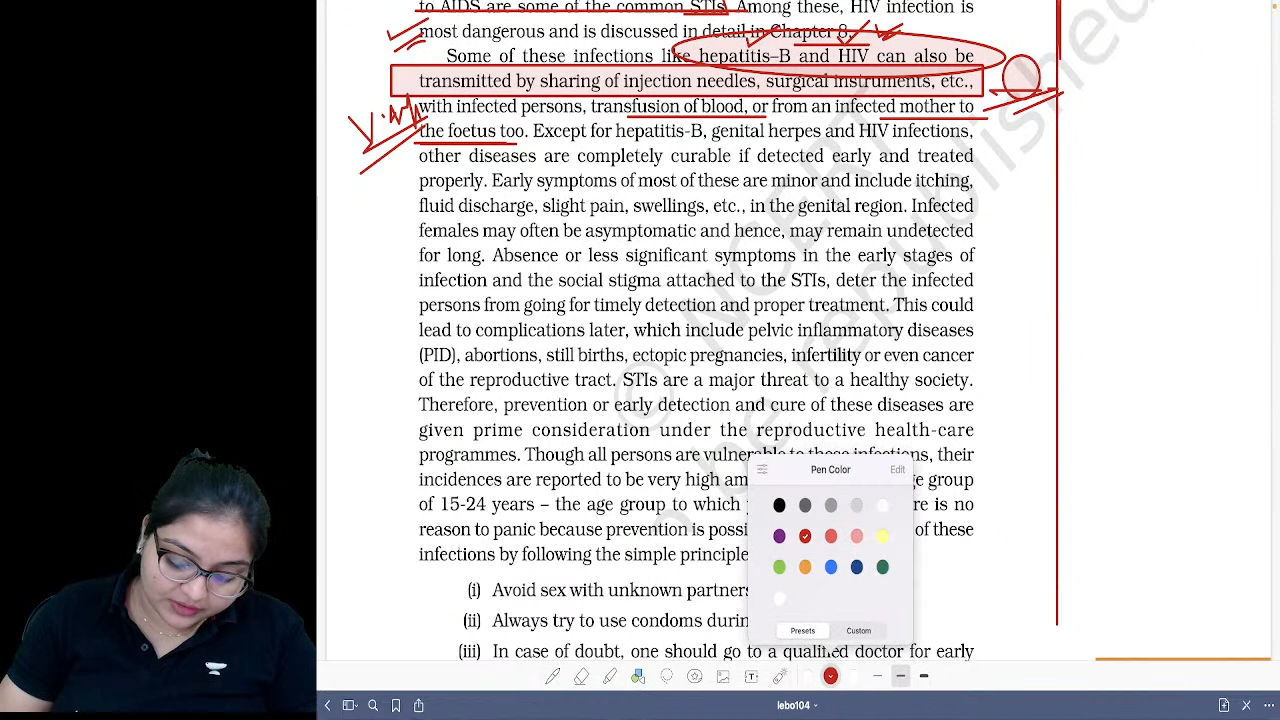 to AIDS are some of the common STIs. Among these, HIV infection is
most dangerous and is discussed in detail in Chapter 8.
Some of these infections like hepatitis–B and HIV can also be
transmitted by sharing of injection needles, surgical instruments, etc.,
with infected persons, transfusion of blood, or from an infected mother to
the foetus too. Except for hepatitis-B, genital herpes and HIV infections,
other diseases are completely curable if detected early and treated
properly. Early symptoms of most of these are minor and include itching,
fluid discharge, slight pain, swellings, etc., in the genital region. Infected
females may often be asymptomatic and hence, may remain undetected
for long. Absence or less significant symptoms in the early stages of
infection and the social stigma attached to the STIs, deter the infected
persons from going for timely detection and proper treatment. This could
lead to complications later, which include pelvic inflammatory diseases
(PID), abortions, still births, ectopic pregnancies, infertility or even cancer
of the reproductive tract. STIs are a major threat to a healthy society.
Therefore, prevention or early detection and cure of these diseases are
given prime consideration under the reproductive health-care
programmes. Though all persons are vulnerable to these infections, their
incidences are reported to be very high am ge group
of 15-24 years – the age group to which re is no
reason to panic because prevention is possi of these
infections by following the simple principle
(i) Avoid sex with unknown partners
(ii) Always try to use condoms durin
(iii) In case of doubt, one should go to a qualified doctor for early
© NCERT
be republished
Pen Color
Edit
Presets
Custom
lebo104